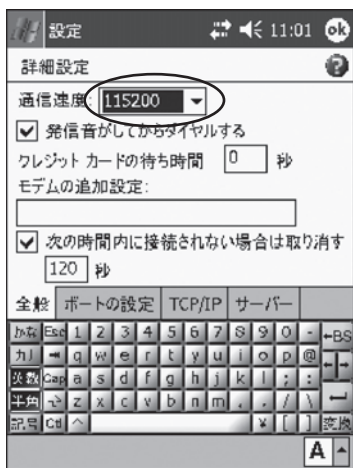 設定 11:01 ok
詳細設定 ?
通信速度: 115200
発信音がしてからダイヤルする
クレジット カードの待ち時間 0 秒
モデムの追加設定:
次の時間内に接続されない場合は取り消す
120 秒
全般 ポートの設定 TCP/IP サーバー
かな Esc 1 2 3 4 5 6 7 8 9 0 - ←BS
カナ q w e r t y u i o p @
英数 Cap a s d f g h j k l ; :
半角 z x c v b n m , . / \
記号 Ctl ^ ¥ [ ] 変換
A